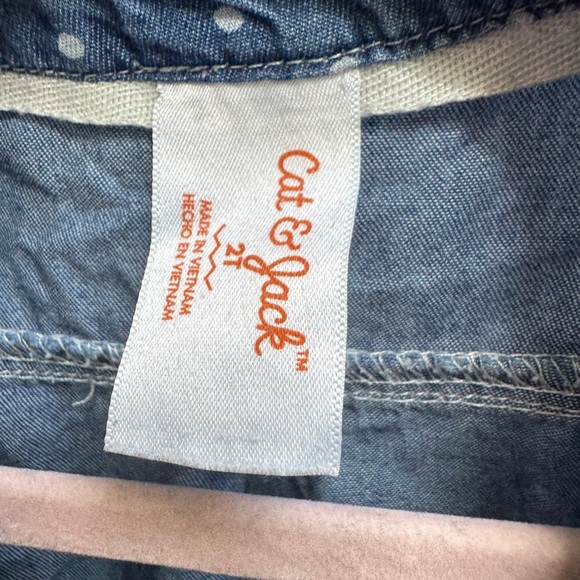 Cat & Jack™
2T
MADE IN VIETNAM
HECHO EN VIETNAM